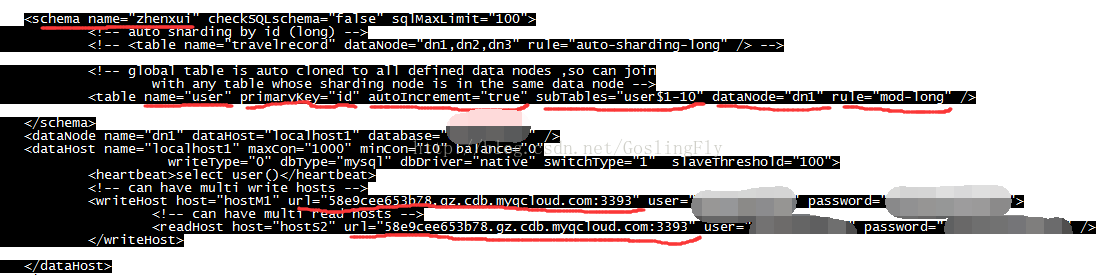 <schema name="zhenxui" checkSQLschema="false" sqlMaxLimit="100">
<!-- auto sharding by id (long) -->
<!-- <table name="travelrecord" dataNode="dn1,dn2,dn3" rule="auto-sharding-long" /> -->
<!-- global table is auto cloned to all defined data nodes ,so can join
with any table whose sharding node is in the same data node -->
<table name="user" primaryKey="id" autoIncrement="true" subTables="user$1-10" dataNode="dn1" rule="mod-long" />
</schema>
<dataNode name="dn1" dataHost="localhost1" database=" " />
<dataHost name="localhost1" maxCon="1000" minCon="10" balance="0"
writeType="0" dbType="mysql" dbDriver="native" switchType="1" slaveThreshold="100">
<heartbeat>select user()</heartbeat>
<!-- can have multi write hosts -->
<writeHost host="hostM1" url="58e9cee653b78.gz.cdb.myqcloud.com:3393" user= password= />
<!-- can have multi read hosts -->
<readHost host="hostS2" url="58e9cee653b78.gz.cdb.myqcloud.com:3393" user=" password=" />
</writeHost>
</dataHost>
csdn.net/GoslingFly